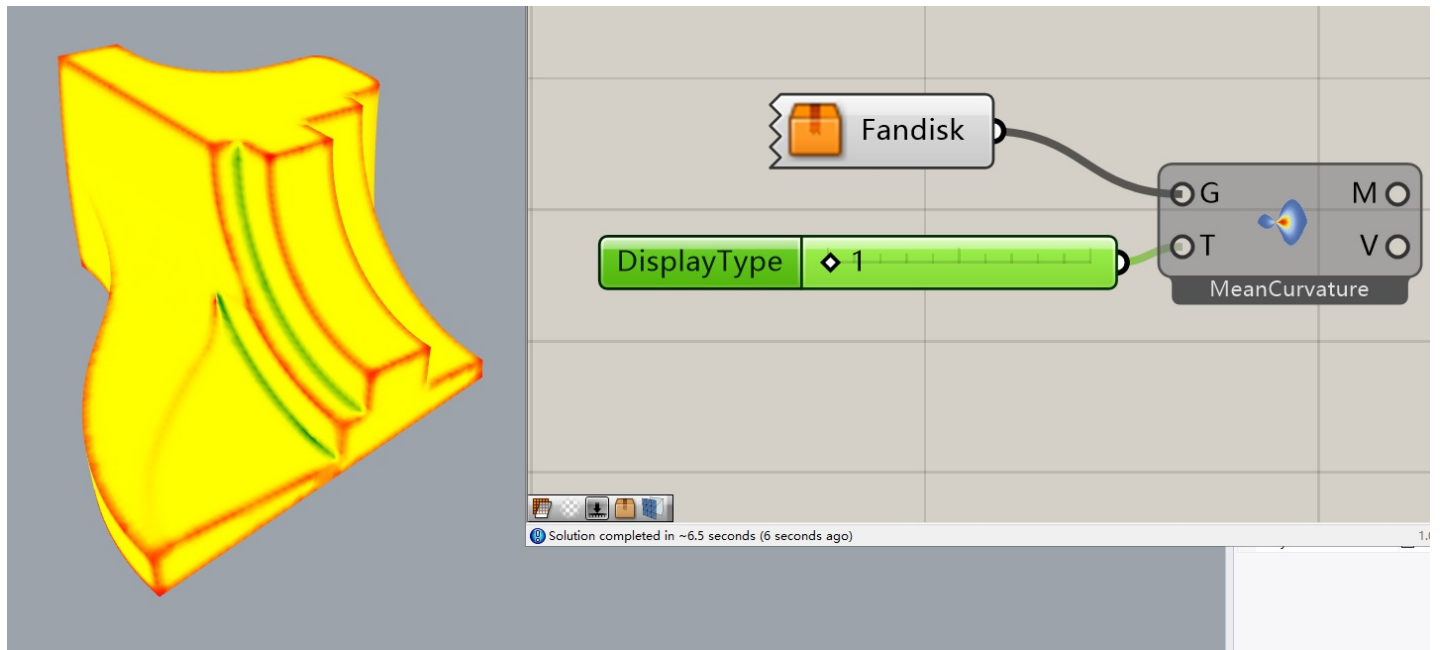 Fandisk
G M
DisplayType 1
T V
MeanCurvature
Solution completed in ~6.5 seconds (6 seconds ago)